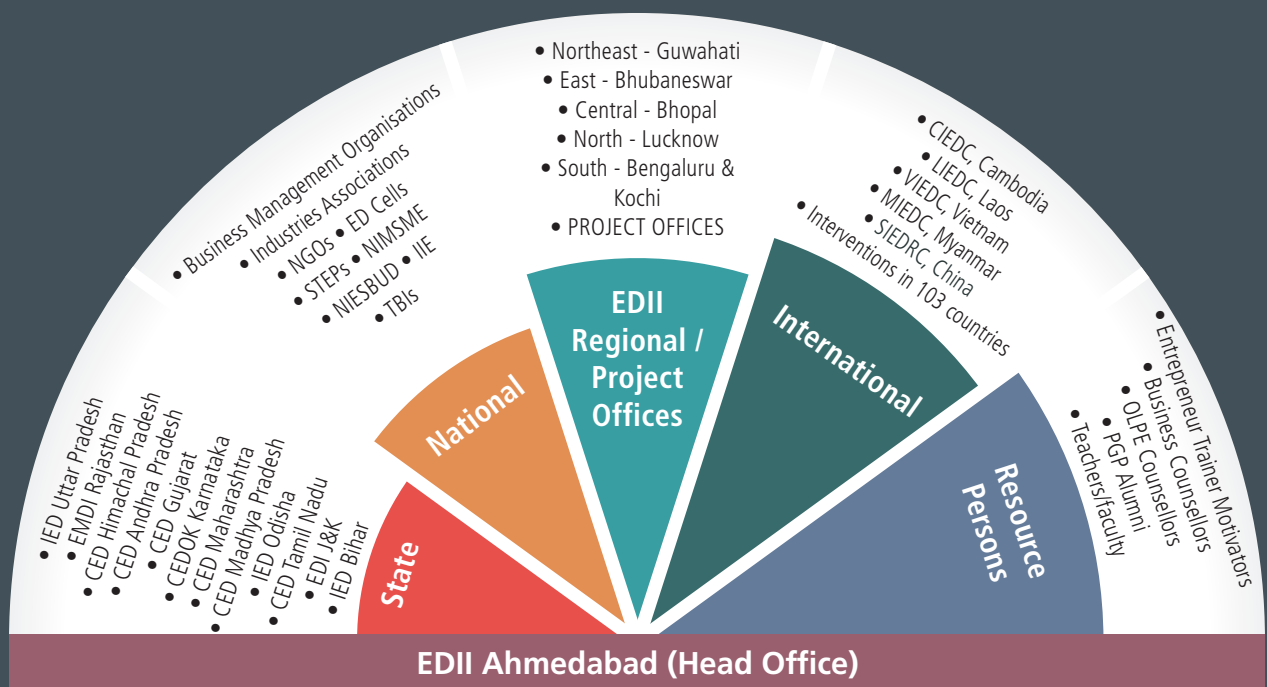 • IED Uttar Pradesh
• EMDI Rajasthan
• CED Himachal Pradesh
• CED Andhra Pradesh
• CED Gujarat
• CEDOK Karnataka
• CED Maharashtra
• CED Madhya Pradesh
• IED Odisha
• CED Tamil Nadu
• EDI J&K
• IED Bihar
State
• Business Management Organisations
• Industries Associations
• NGOs • ED Cells
• STEPs • NIMSME
• NIESBUD • IIE
• TBIs
National
• Northeast - Guwahati
• East - Bhubaneswar
• Central - Bhopal
• North - Lucknow
• South - Bengaluru &
Kochi
• PROJECT OFFICES
EDII
Regional /
Project
Offices
• CIEDC, Cambodia
• LIEDC, Laos
• VIEDC, Vietnam
• MIEDC, Myanmar
• SIEDRC, China
• Interventions in 103 countries
International
• Entrepreneur Trainer Motivators
• Business Counsellors
• OLPE Counsellors
• PGP Alumni
• Teachers/faculty
Resource
Persons
EDII Ahmedabad (Head Office)